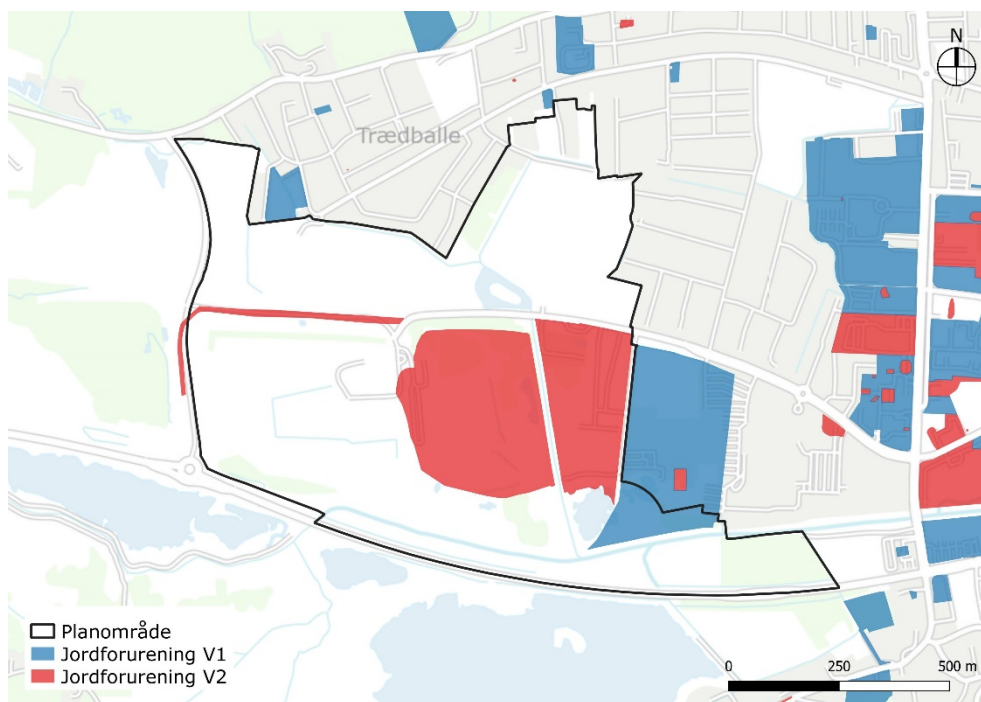 N
Trædballe
Planområde
Jordforurening V1
Jordforurening V2
0 250 500 m